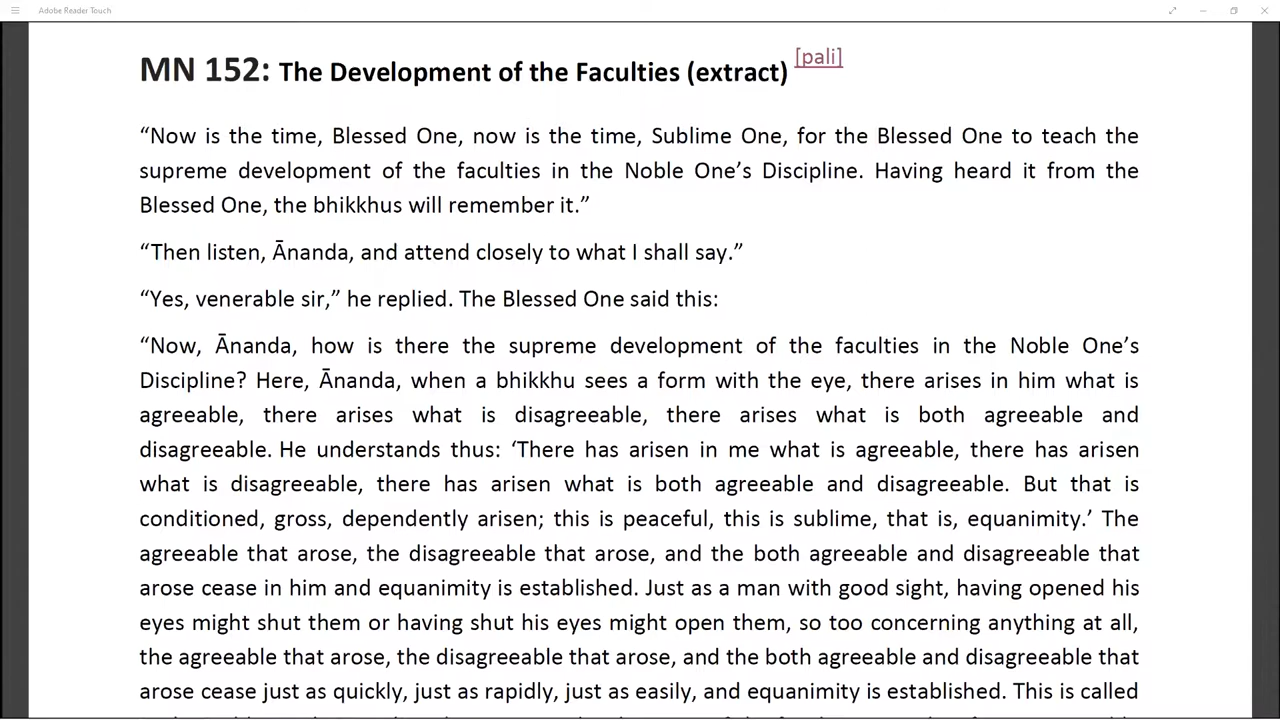 Adobe Reader Touch
MN 152: The Development of the Faculties (extract) [pali]
“Now is the time, Blessed One, now is the time, Sublime One, for the Blessed One to teach the
supreme development of the faculties in the Noble One’s Discipline. Having heard it from the
Blessed One, the bhikkhus will remember it.”
“Then listen, Ānanda, and attend closely to what I shall say.”
“Yes, venerable sir,” he replied. The Blessed One said this:
“Now, Ānanda, how is there the supreme development of the faculties in the Noble One’s
Discipline? Here, Ānanda, when a bhikkhu sees a form with the eye, there arises in him what is
agreeable, there arises what is disagreeable, there arises what is both agreeable and
disagreeable. He understands thus: ‘There has arisen in me what is agreeable, there has arisen
what is disagreeable, there has arisen what is both agreeable and disagreeable. But that is
conditioned, gross, dependently arisen; this is peaceful, this is sublime, that is, equanimity.’ The
agreeable that arose, the disagreeable that arose, and the both agreeable and disagreeable that
arose cease in him and equanimity is established. Just as a man with good sight, having opened his
eyes might shut them or having shut his eyes might open them, so too concerning anything at all,
the agreeable that arose, the disagreeable that arose, and the both agreeable and disagreeable that
arose cease just as quickly, just as rapidly, just as easily, and equanimity is established. This is called